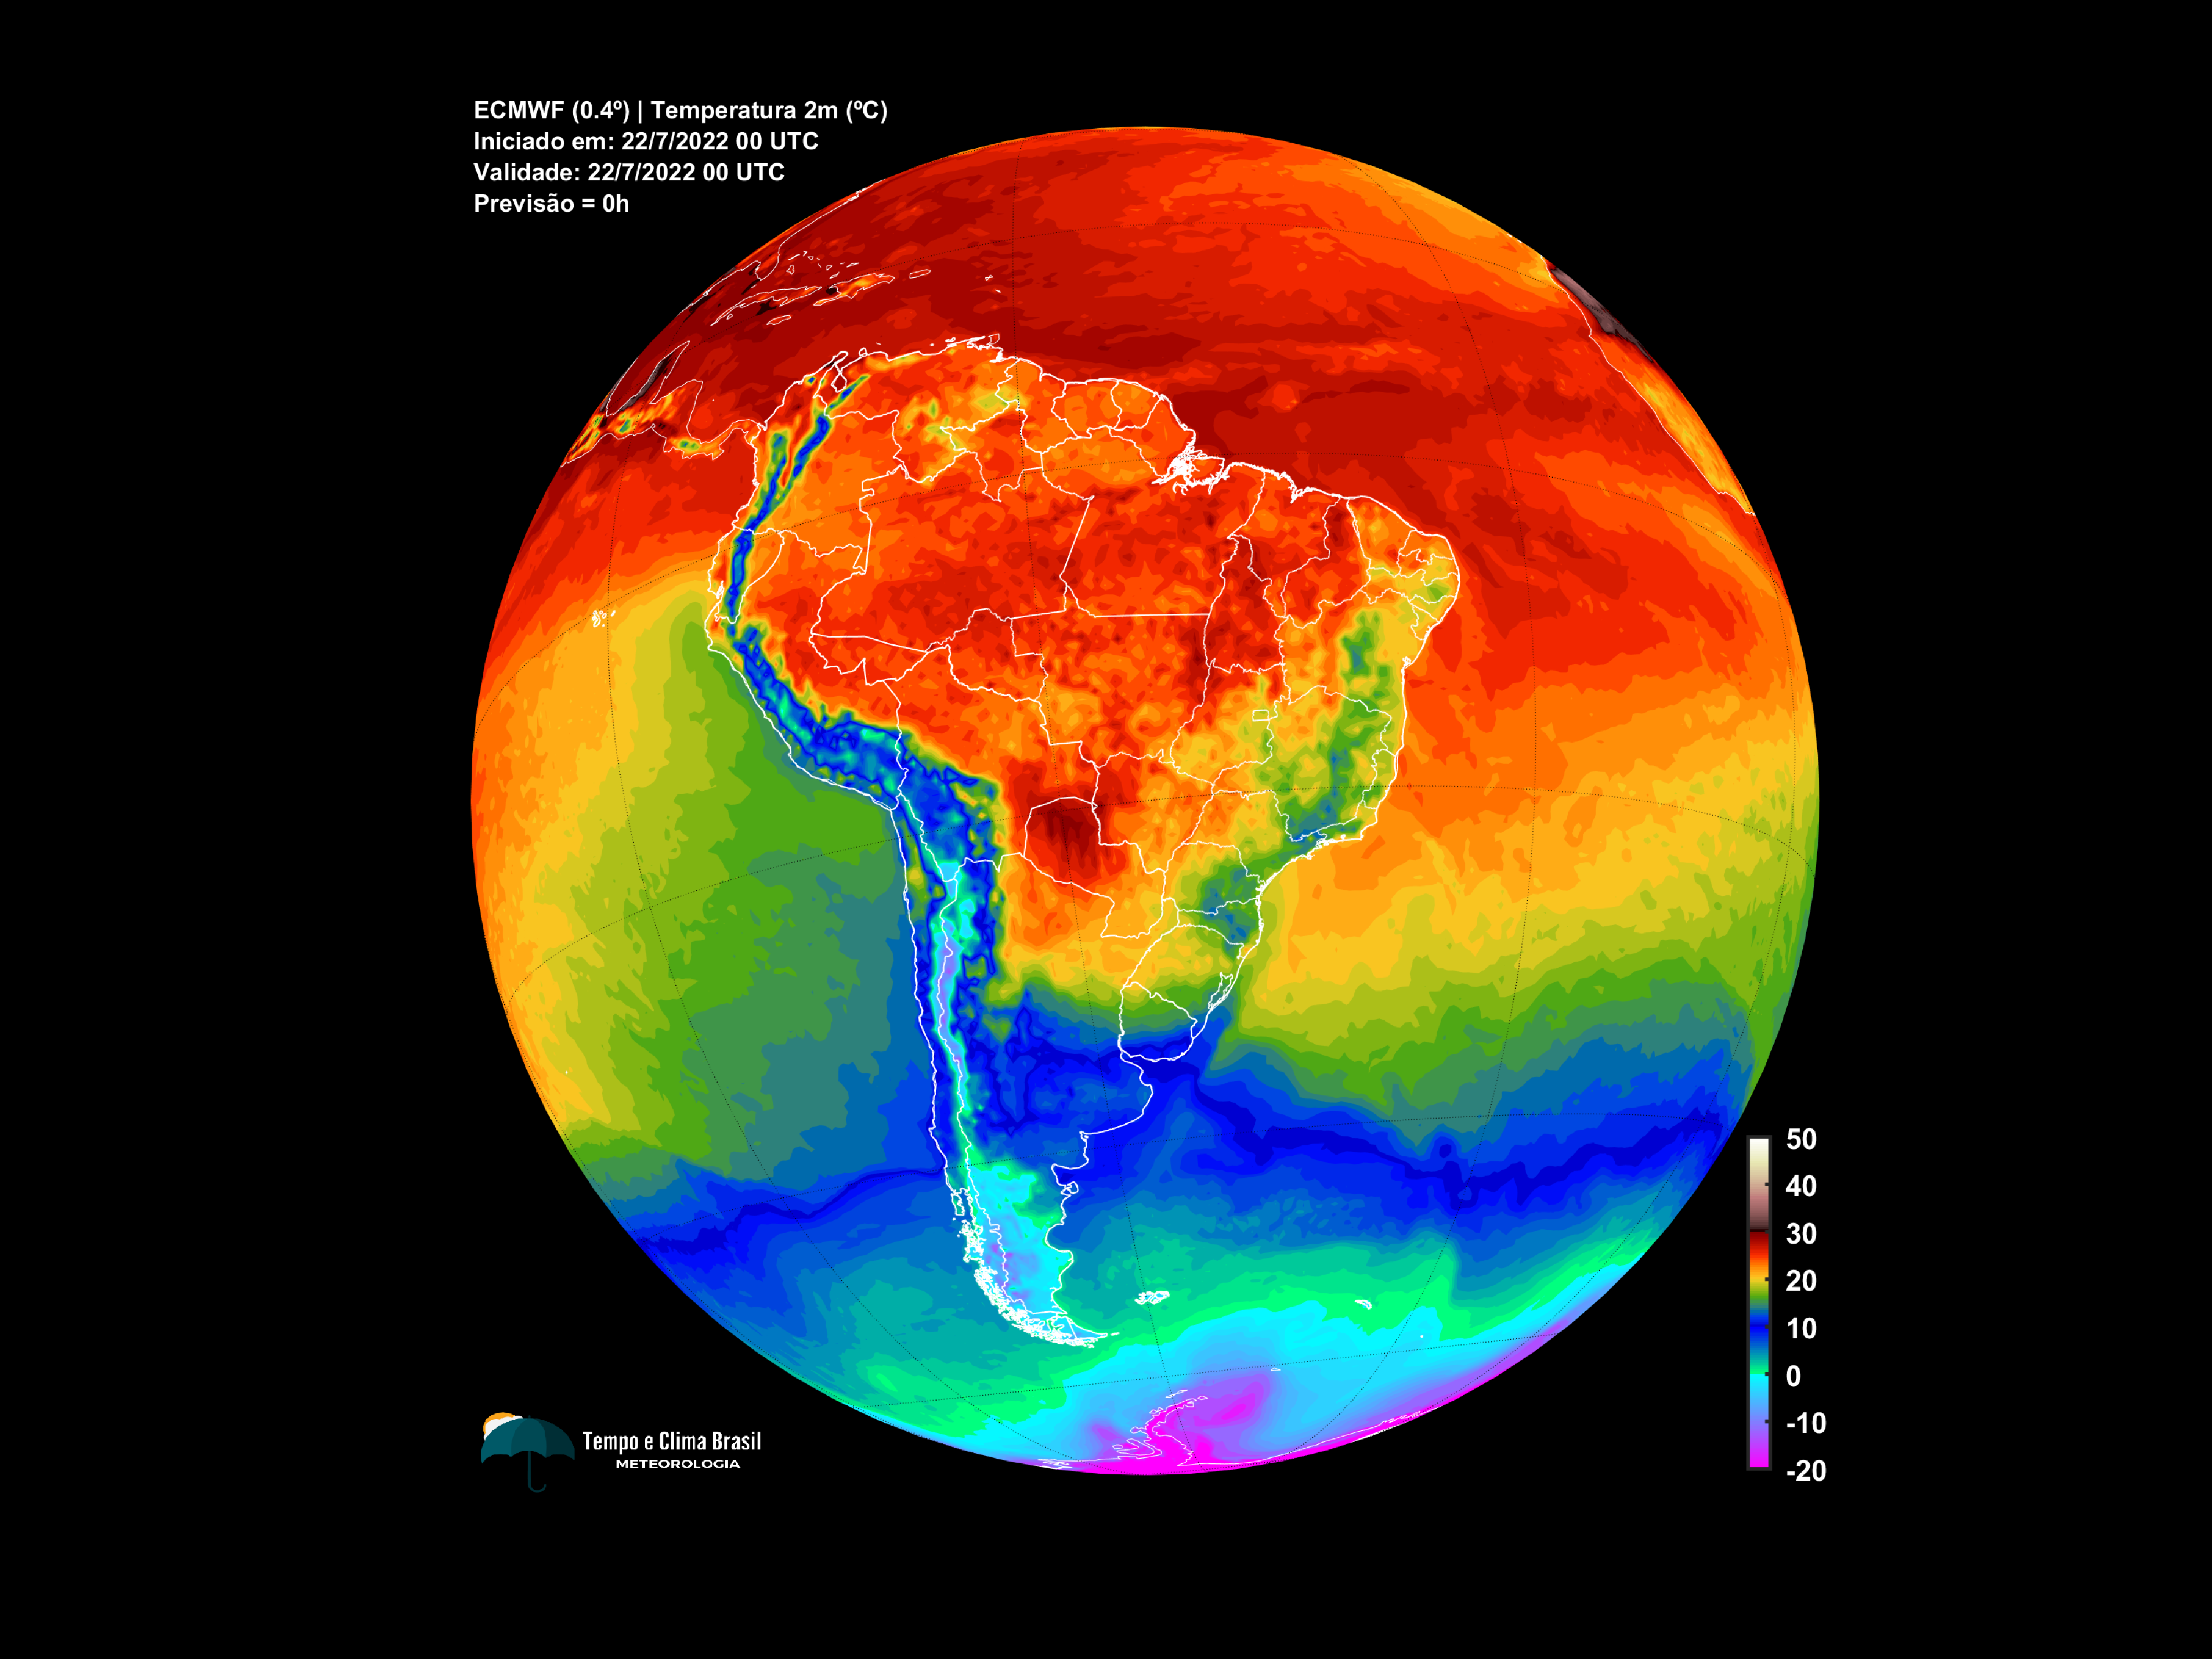 ECMWF (0.4º) | Temperatura 2m (ºC)
Iniciado em: 22/7/2022 00 UTC
Validade: 22/7/2022 00 UTC
Previsão = 0h
50
40
30
20
10
0
-10
-20
Tempo e Clima Brasil
METEOROLOGIA